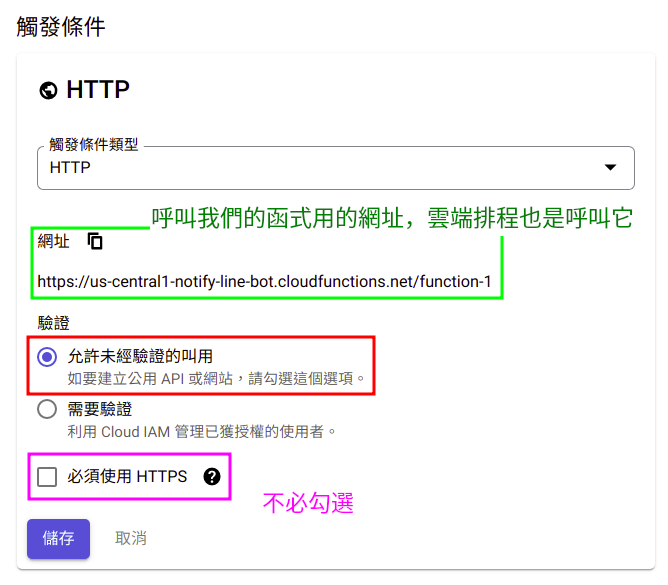 觸發條件
HTTP
觸發條件類型
HTTP
呼叫我們的函式用的網址，雲端排程也是呼叫它
網址
https://us-central1-notify-line-bot.cloudfunctions.net/function-1
驗證
允許未經驗證的叫用
如要建立公用 API 或網站，請勾選這個選項。
需要驗證
利用 Cloud IAM 管理已獲授權的使用者。
必須使用 HTTPS
不必勾選
儲存 取消